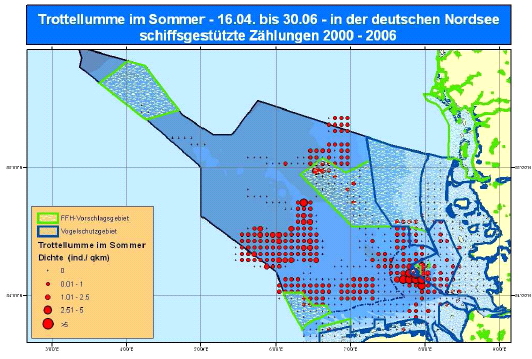 Trottellumme im Sommer - 16.04. bis 30.06 - in der deutschen Nordsee
schiffsgestützte Zählungen 2000 - 2006
FFH-Vorschlagsgebiet
Vogelschutzgebiet
Trottellumme im Sommer
Dichte (ind./ qkm)
0
0.01 - 1
1.01 - 2.5
2.51 - 5
>5